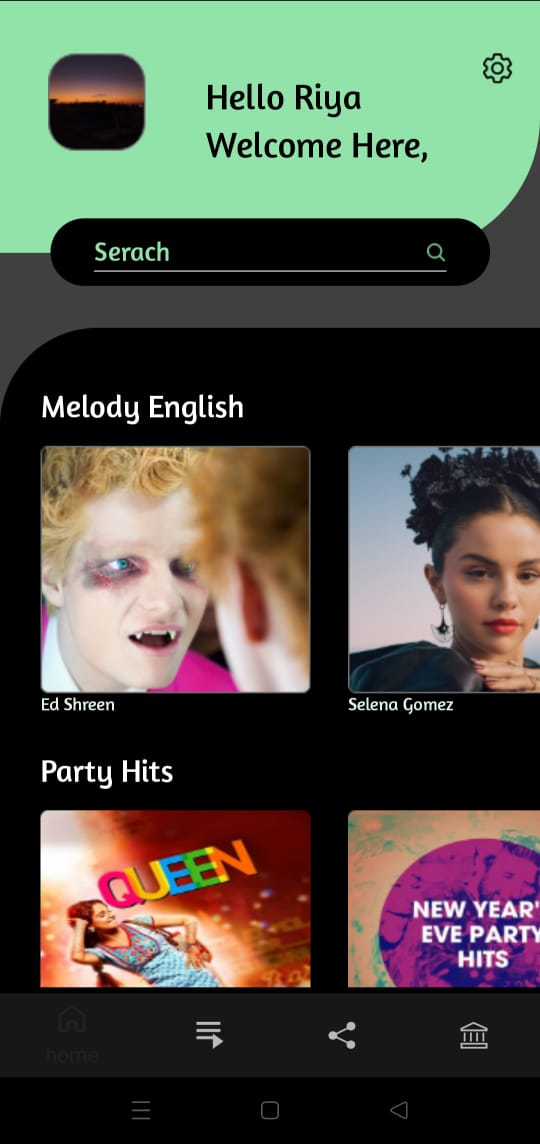 Hello Riya
Welcome Here,
Serach
Melody English
Ed Shreen
Selena Gomez
Party Hits
QUEEN
NEW YEAR'
EVE PARTY
HITS
home